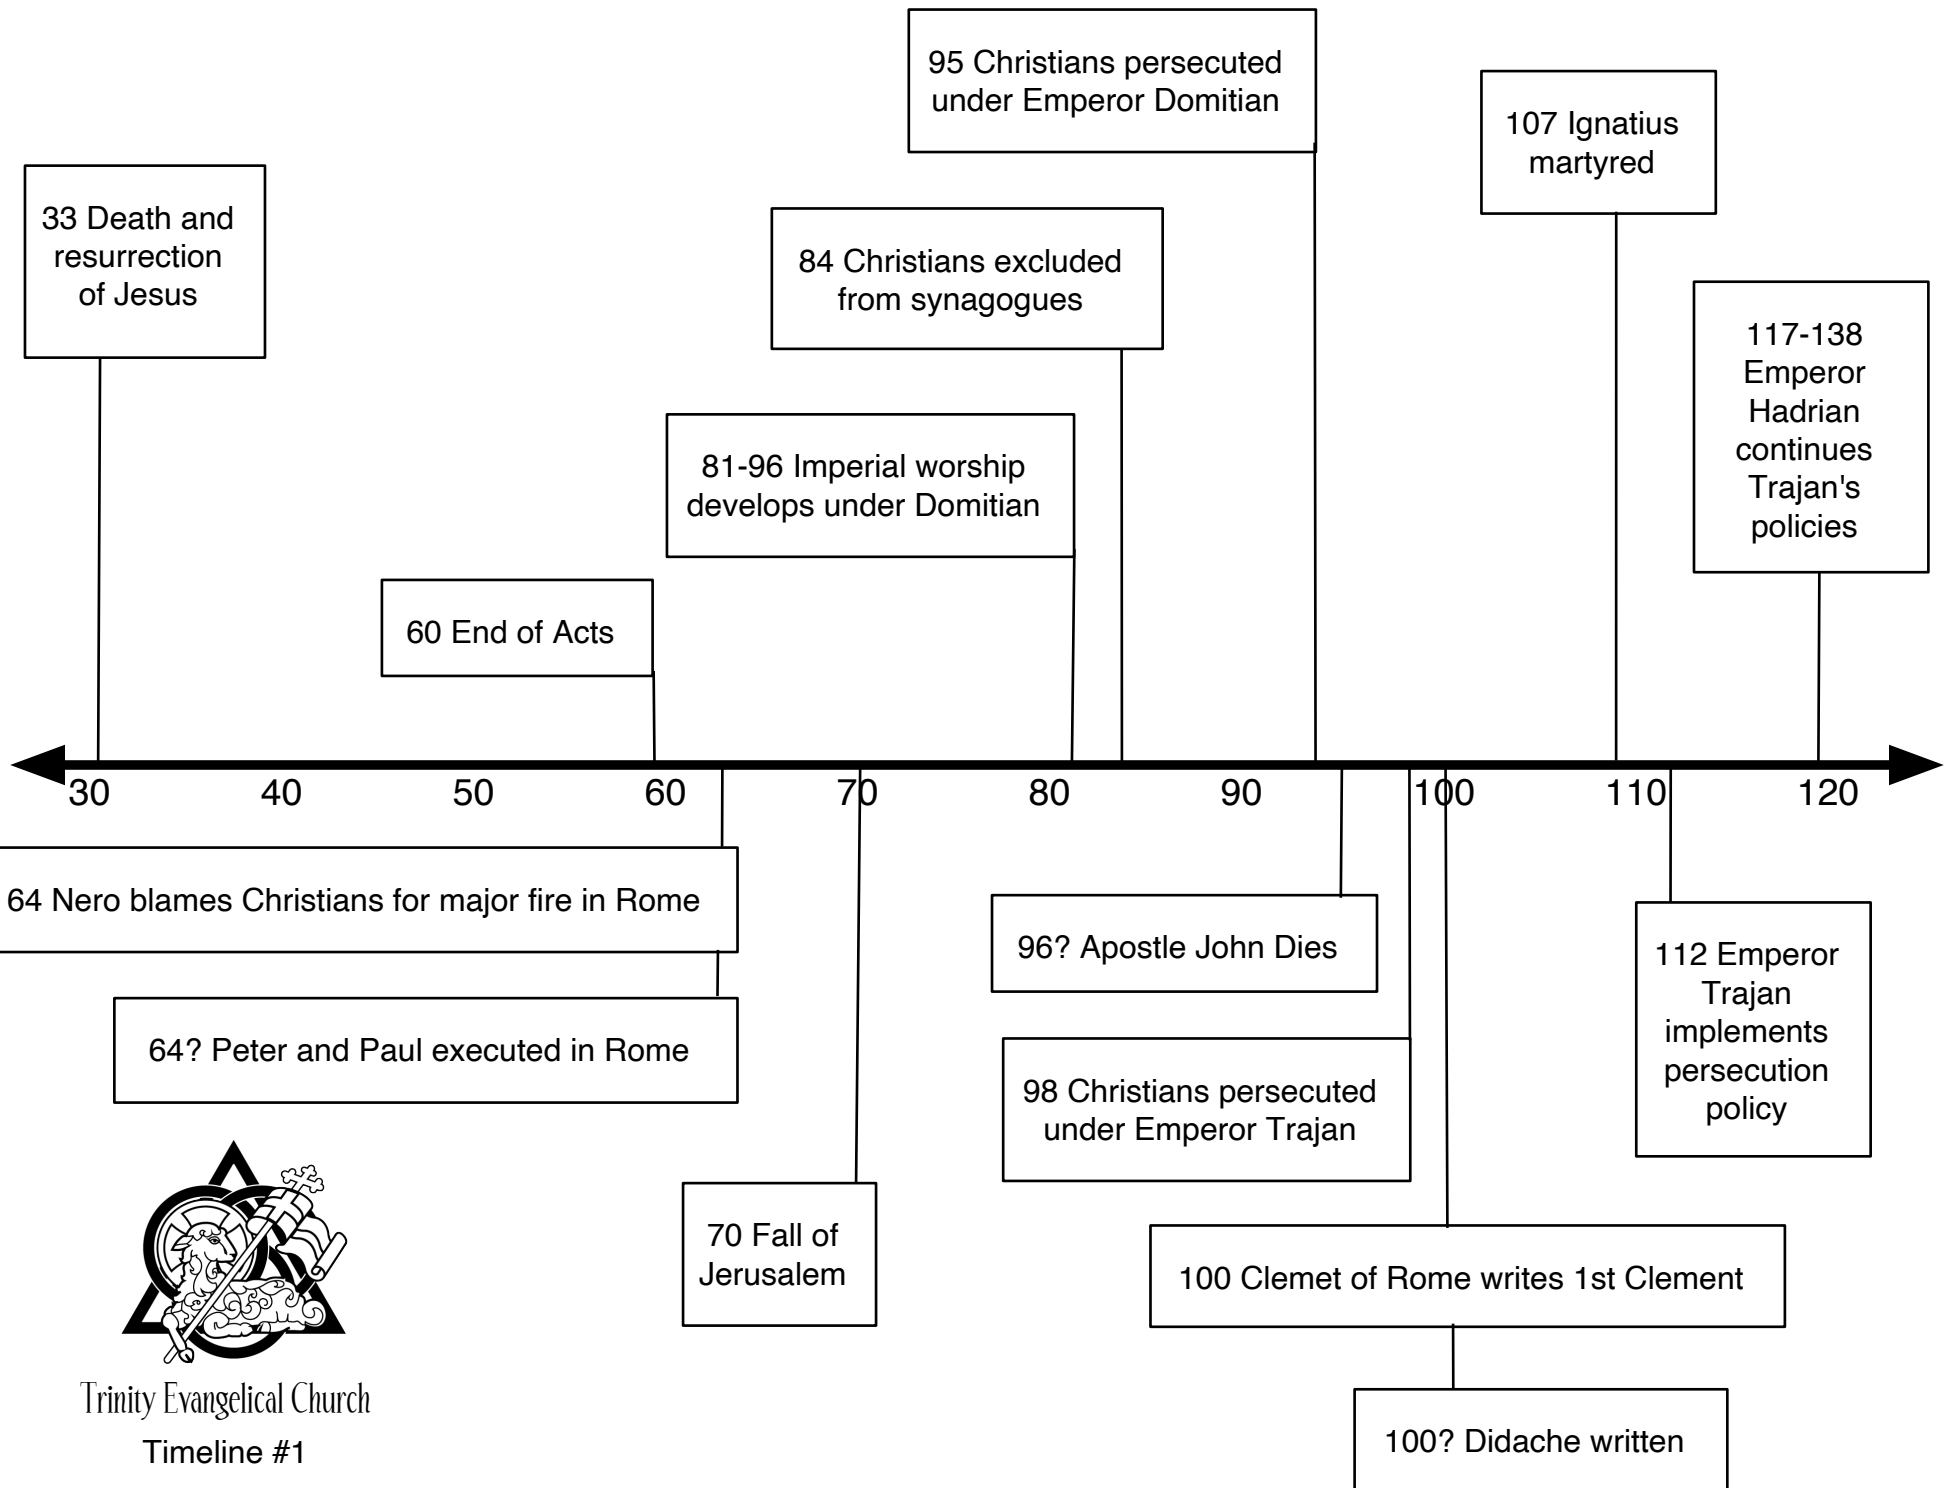 95 Christians persecuted
under Emperor Domitian
107 Ignatius
martyred
33 Death and
resurrection
of Jesus
84 Christians excluded
from synagogues
117-138
Emperor
Hadrian
continues
Trajan's
policies
81-96 Imperial worship
develops under Domitian
60 End of Acts
30 40 50 60 70 80 90 100 110 120
64 Nero blames Christians for major fire in Rome
96? Apostle John Dies
112 Emperor
Trajan
implements
persecution
policy
64? Peter and Paul executed in Rome
98 Christians persecuted
under Emperor Trajan
70 Fall of
Jerusalem
100 Clemet of Rome writes 1st Clement
Trinity Evangelical Church
Timeline #1
100? Didache written